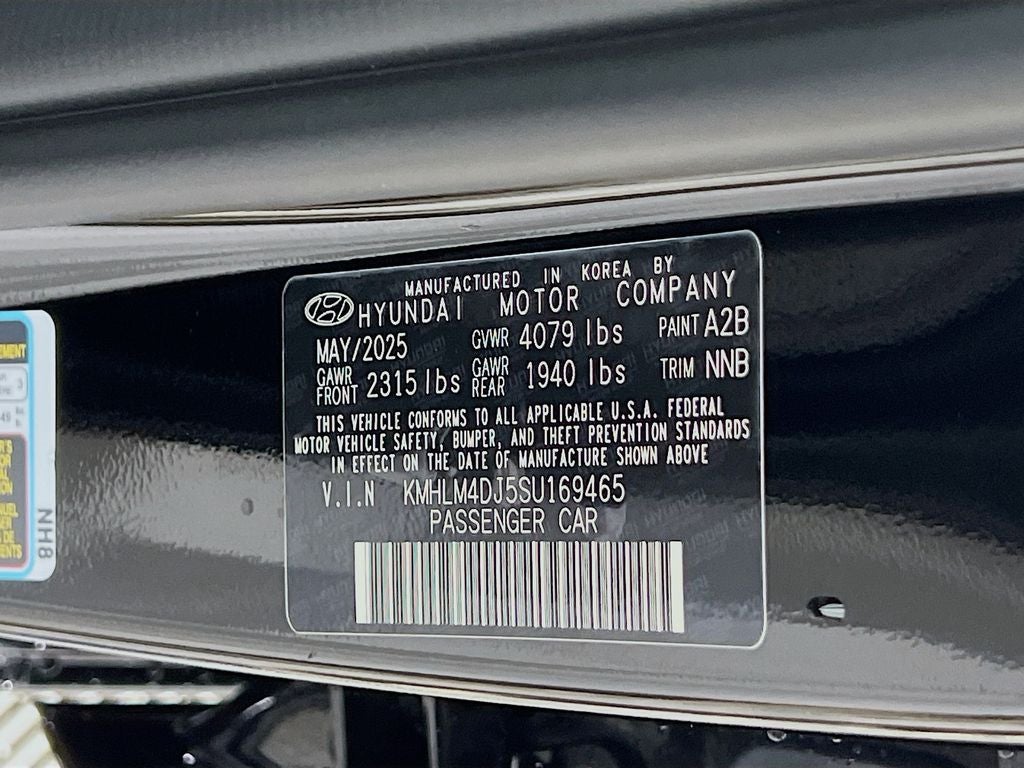 MANUFACTURED IN KOREA BY
HYUNDAI MOTOR COMPANY
MAY/2025 GVWR 4079 lbs PAINT A2B
GAWR FRONT 2315 lbs GAWR REAR 1940 lbs TRIM NNB
THIS VEHICLE CONFORMS TO ALL APPLICABLE U.S.A. FEDERAL
MOTOR VEHICLE SAFETY, BUMPER, AND THEFT PREVENTION STANDARDS
IN EFFECT ON THE DATE OF MANUFACTURE SHOWN ABOVE
V.I.N KMHLM4DJ5SU169465
PASSENGER CAR
NH8
3